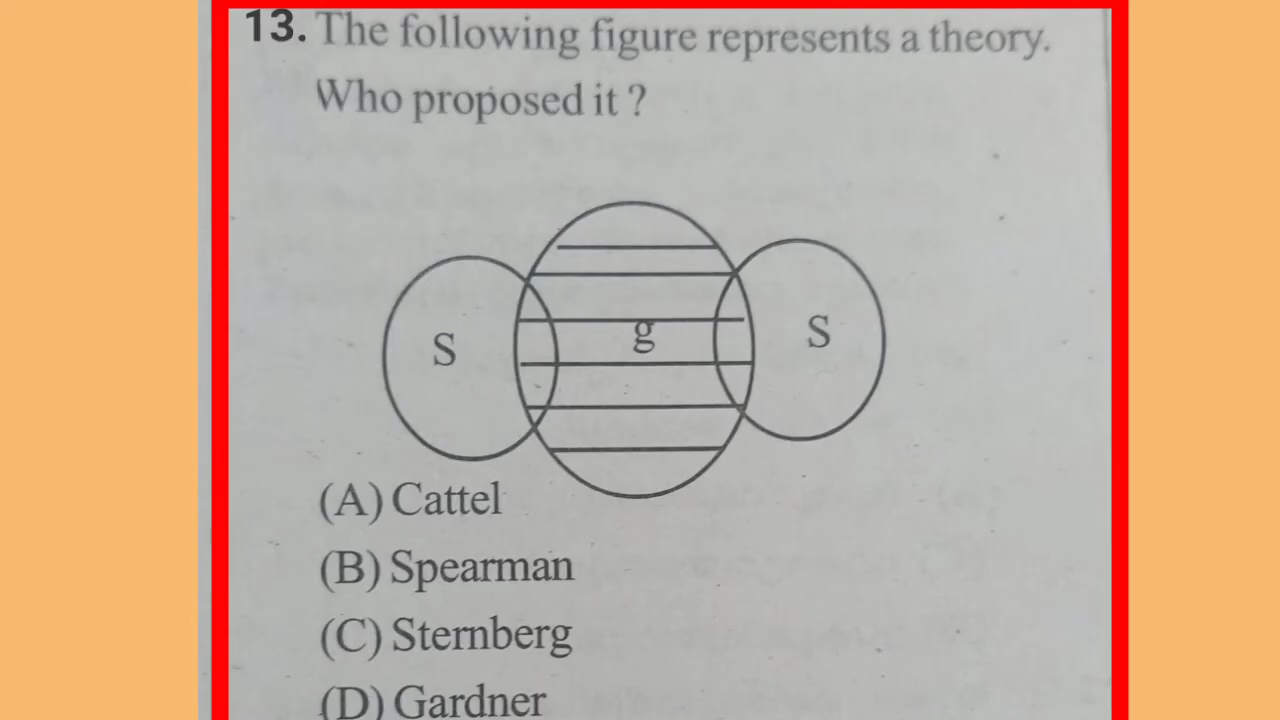 13. The following figure represents a theory.
Who proposed it ?
S g S
(A) Cattel
(B) Spearman
(C) Sternberg
(D) Gardner